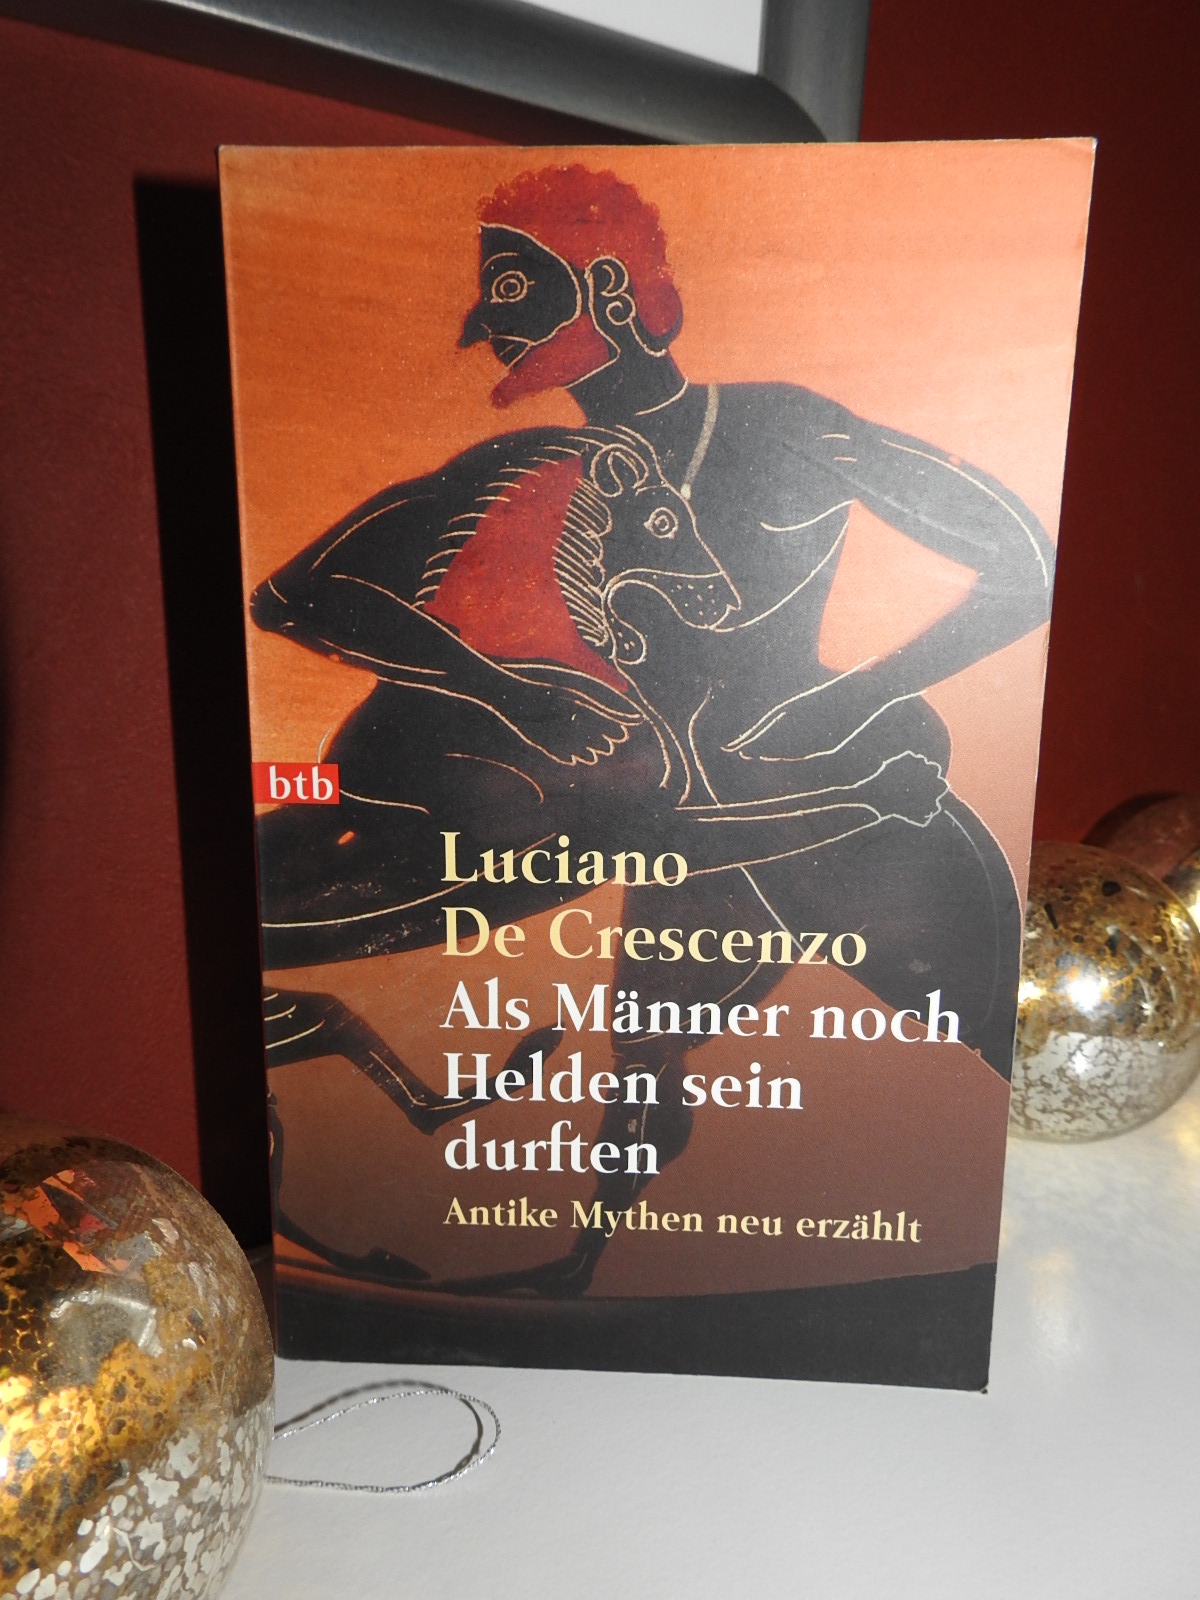 btb
Luciano
De Crescenzo
Als Männer noch
Helden sein
durften
Antike Mythen neu erzählt